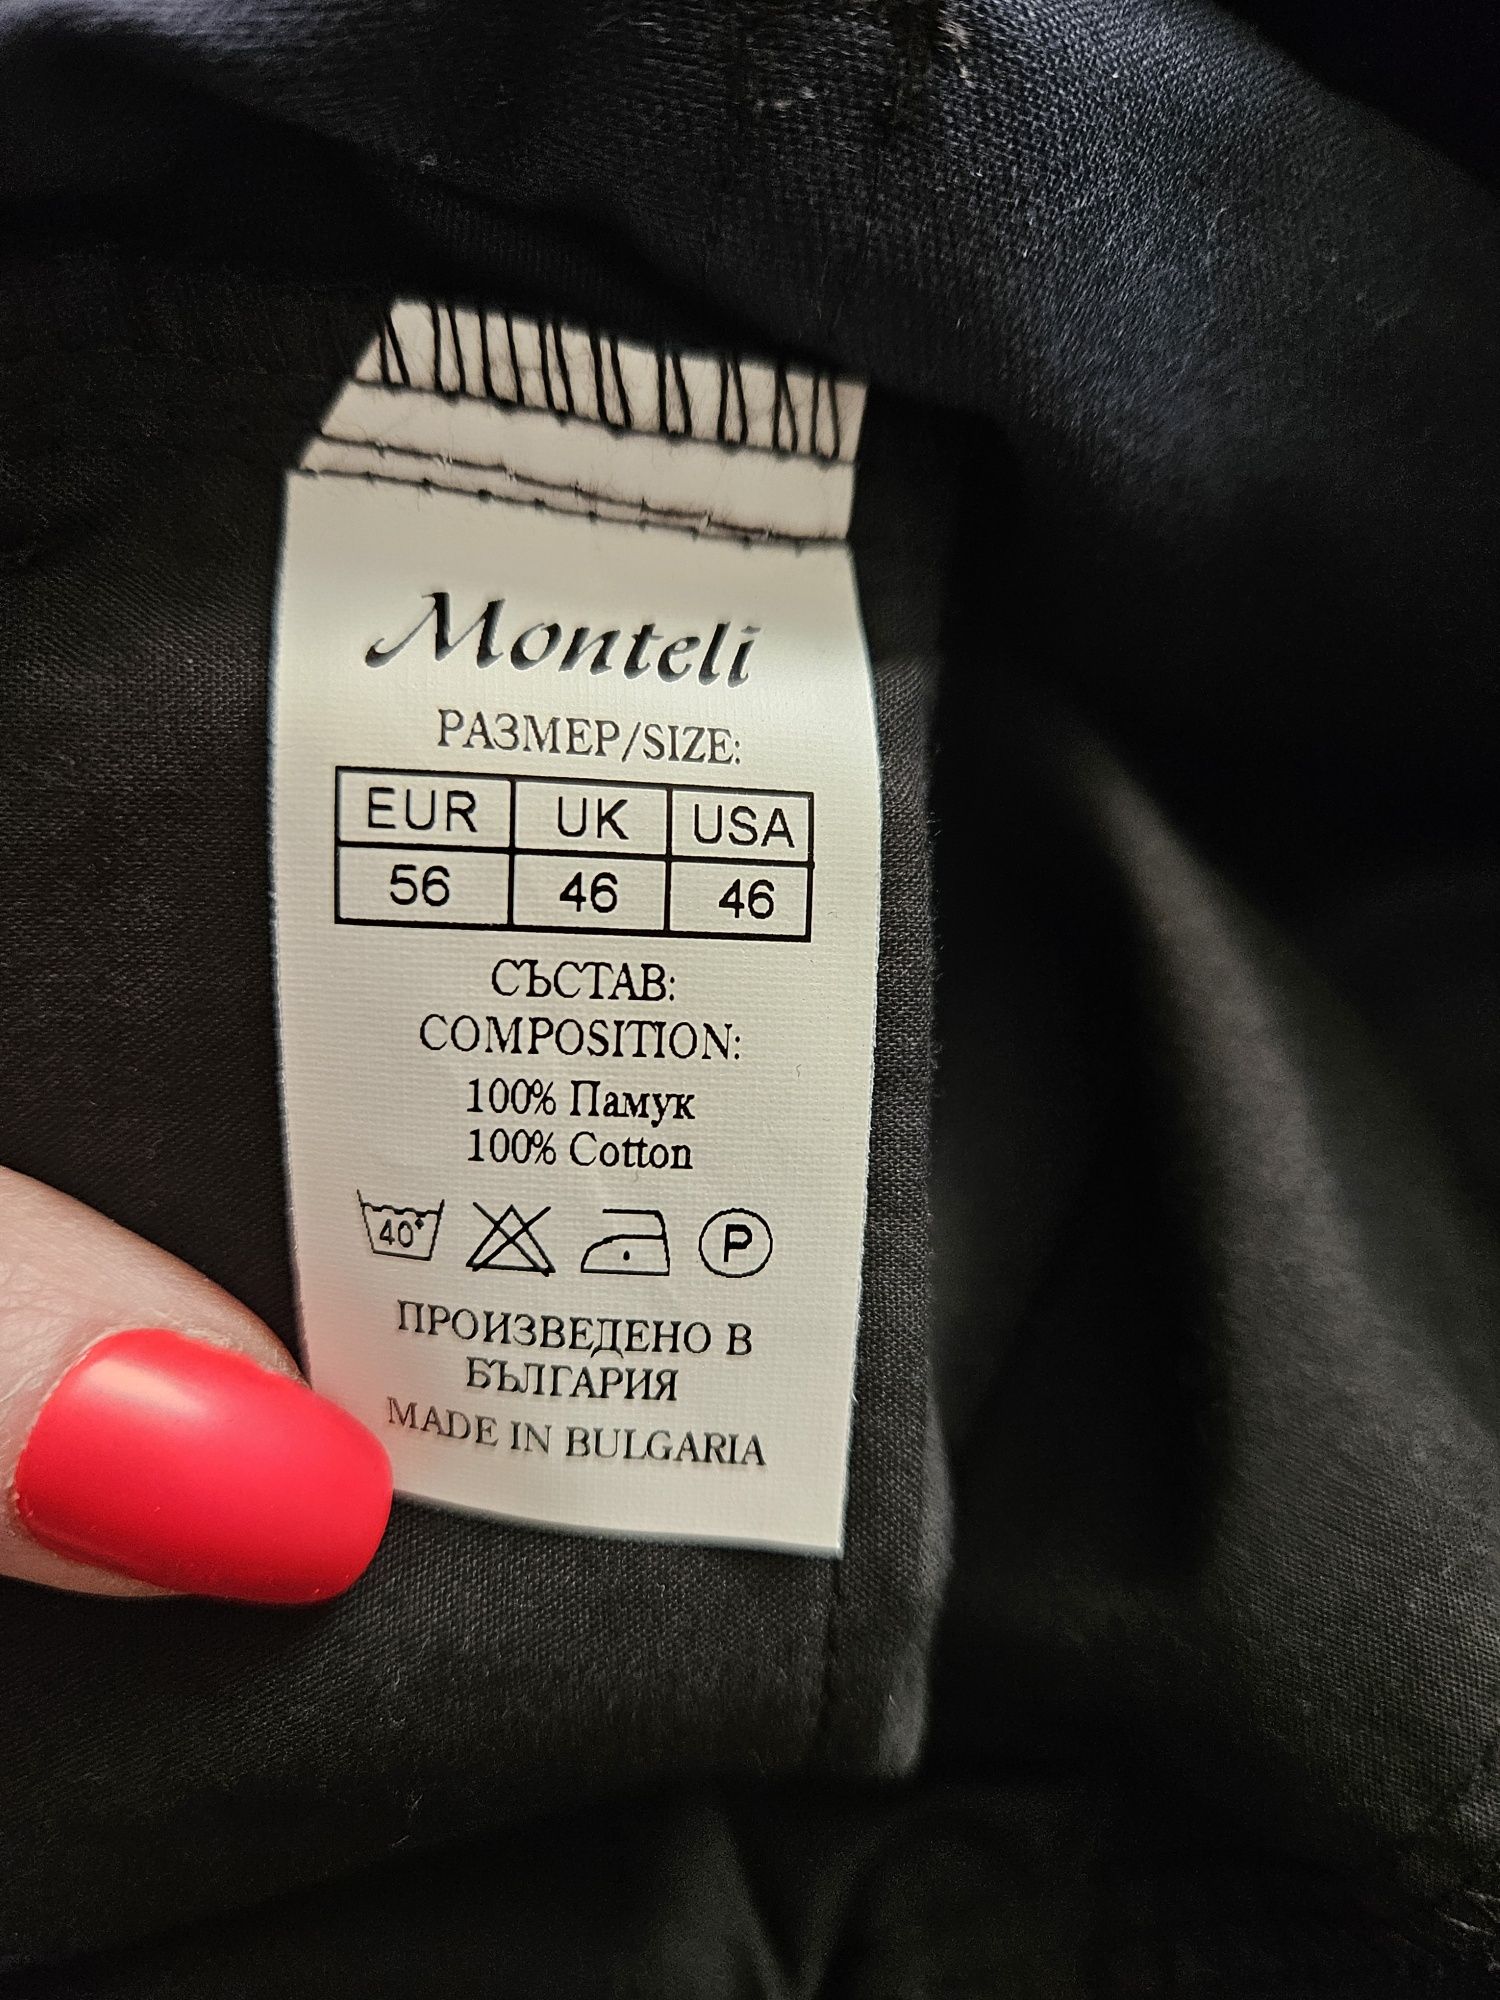 Monteli
РАЗМЕР/SIZE:
EUR UK USA
56 46 46
СЪСТАВ:
COMPOSITION:
100% Памук
100% Cotton
40° P
ПРОИЗВЕДЕНО В
БЪЛГАРИЯ
MADE IN BULGARIA